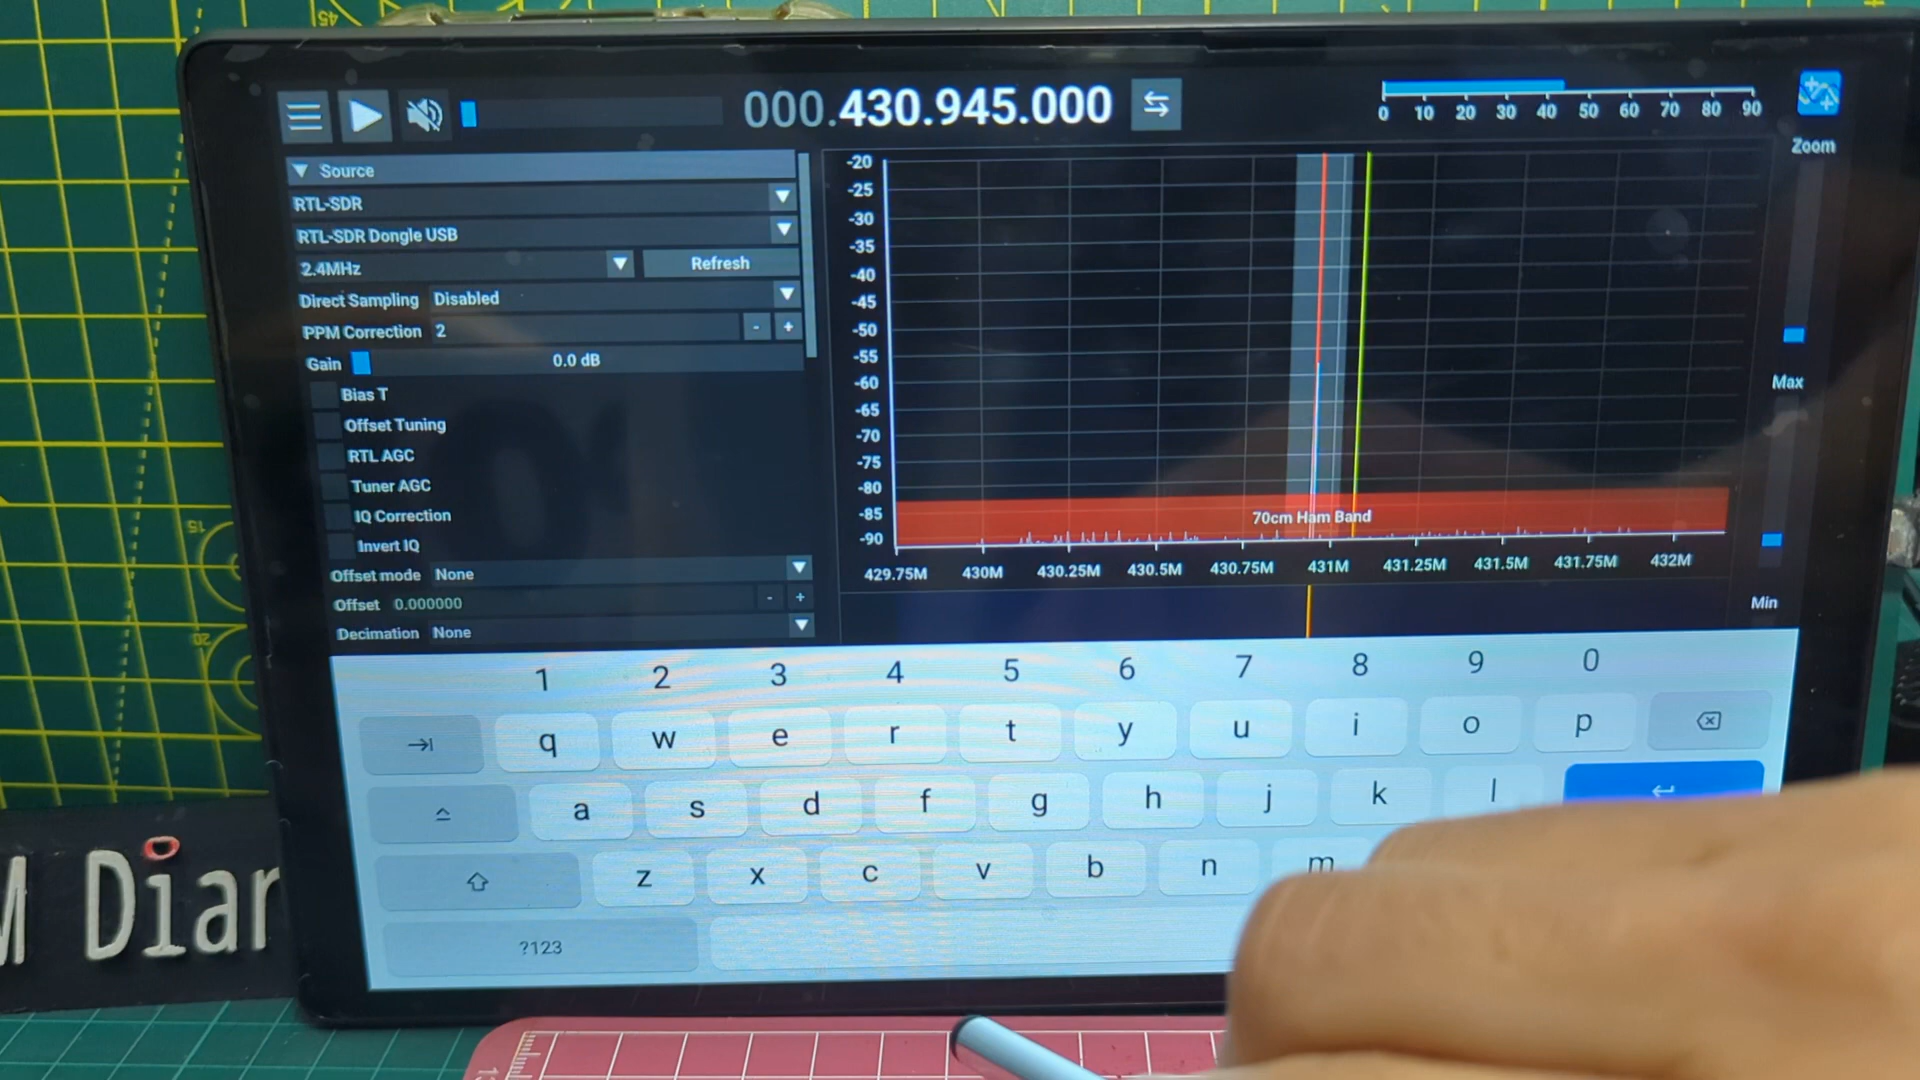 45
000.430.945.000
0 10 20 30 40 50 60 70 80 90
Zoom
Source
RTL-SDR
RTL-SDR Dongle USB
2.4MHz
Refresh
Direct Sampling Disabled
PPM Correction 2 - +
Gain 0.0 dB
Bias T
Offset Tuning
RTL AGC
Tuner AGC
IQ Correction
Invert IQ
Offset mode None
Offset 0.000000 - +
Decimation None
-20
-25
-30
-35
-40
-45
-50
-55
-60
-65
-70
-75
-80
-85
-90
70cm Ham Band
429.75M 430M 430.25M 430.5M 430.75M 431M 431.25M 431.5M 431.75M 432M
Max
Min
15
20
1 2 3 4 5 6 7 8 9 0
q w e r t y u i o p
a s d f g h j k l
z x c v b n m
?123
M Diar